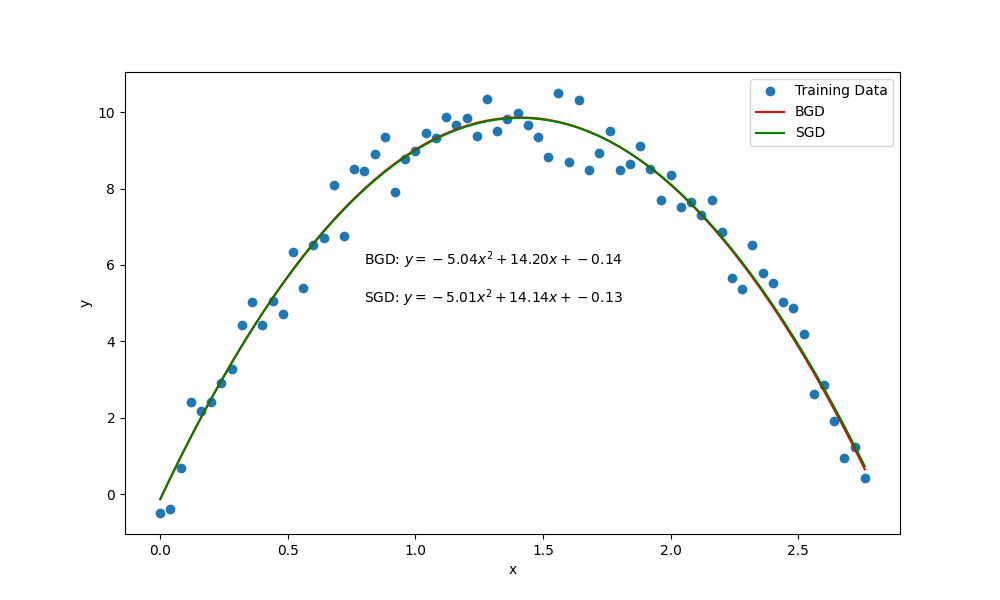 Training Data
BGD
SGD
10
8
6
4
2
0
y
BGD: y = −5.04x² + 14.20x + −0.14
SGD: y = −5.01x² + 14.14x + −0.13
0.0 0.5 1.0 1.5 2.0 2.5
x